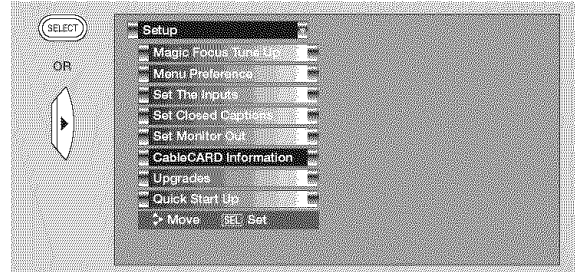 SELECT
OR
Setup
Magic Focus Tune Up
Menu Preference
Set The Inputs
Set Closed Captions
Set Monitor Out
CableCARD Information
Upgrades
Quick Start Up
Move SEL Set